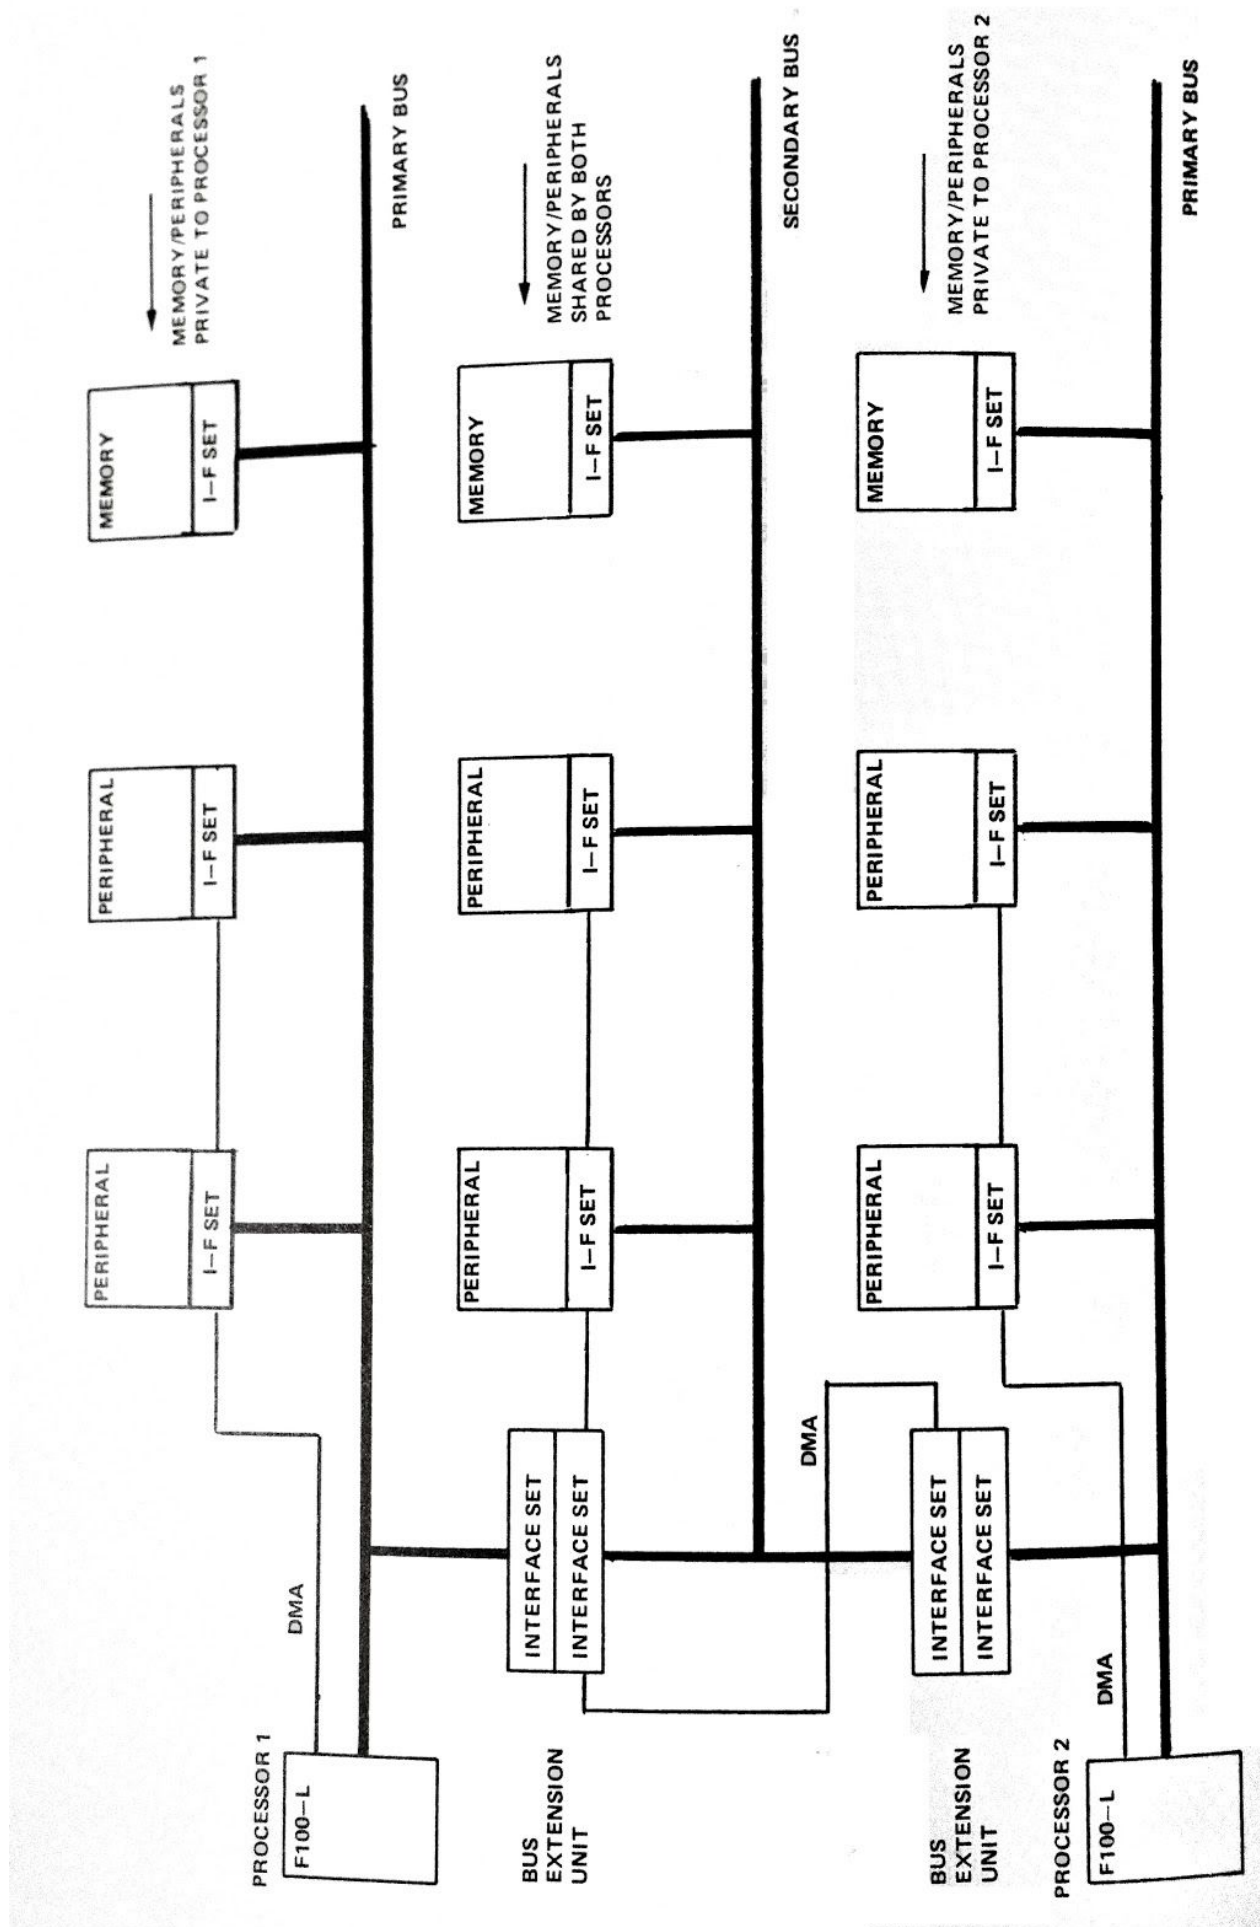 PROCESSOR 1
F100–L
DMA
PERIPHERAL
I–F SET
PERIPHERAL
I–F SET
MEMORY
I–F SET
MEMORY/PERIPHERALS
PRIVATE TO PROCESSOR 1
PRIMARY BUS
BUS
EXTENSION
UNIT
INTERFACE SET
INTERFACE SET
PERIPHERAL
I–F SET
PERIPHERAL
I–F SET
MEMORY
I–F SET
MEMORY/PERIPHERALS
SHARED BY BOTH
PROCESSORS
SECONDARY BUS
DMA
BUS
EXTENSION
UNIT
INTERFACE SET
INTERFACE SET
PERIPHERAL
I–F SET
PERIPHERAL
I–F SET
MEMORY
I–F SET
MEMORY/PERIPHERALS
PRIVATE TO PROCESSOR 2
PROCESSOR 2
F100–L
DMA
PRIMARY BUS